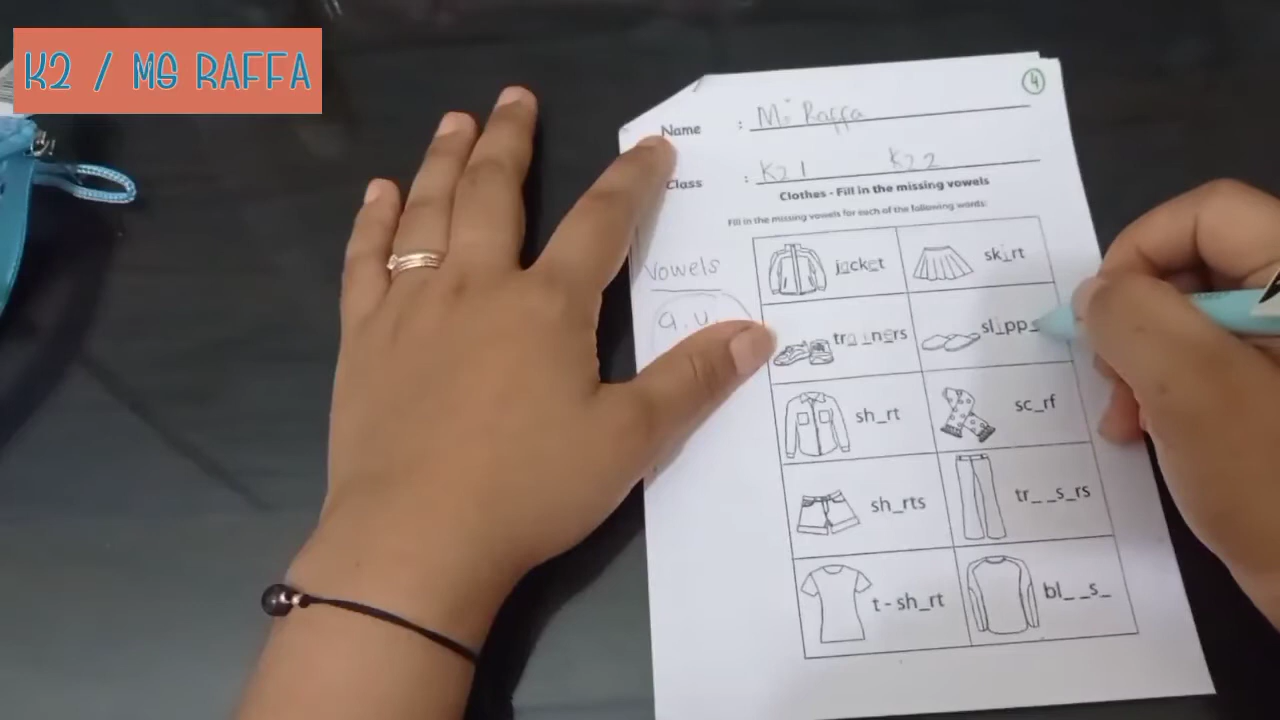 K2 / MS RAFFA
4
Name : Ms Raffa
Class : K2 1 K2 2
Clothes - Fill in the missing vowels
Fill in the missing vowels for each of the following words:
Vowels
a. u.
jacket
skirt
trainers
sl_ipp
sh_rt
sc_rf
sh_rts
tr_ _s_rs
t - sh_rt
bl_ _s_